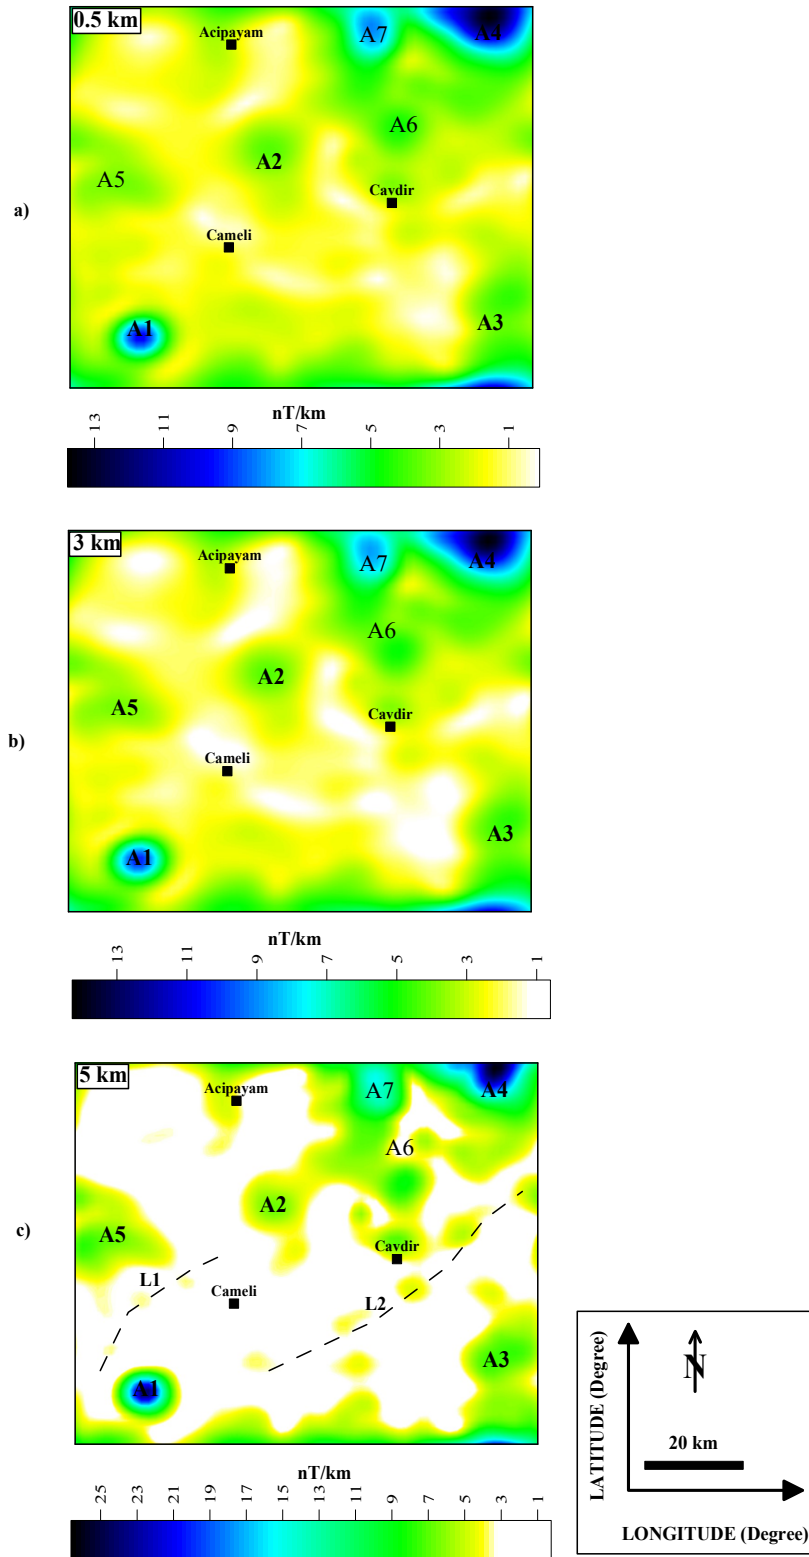 0.5 km
Acipayam
A7
A4
A6
A2
A5
Cavdir
a)
Cameli
A1
A3
nT/km
13 11 9 7 5 3 1
3 km
Acipayam
A7
A4
A6
A2
A5
Cavdir
b)
Cameli
A3
A1
nT/km
13 11 9 7 5 3 1
5 km
Acipayam
A7
A4
A6
A2
c)
A5
Cavdir
L1
Cameli
L2
A3
A1
nT/km
25 23 21 19 17 15 13 11 9 7 5 3 1
N
LATITUDE (Degree)
20 km
LONGITUDE (Degree)